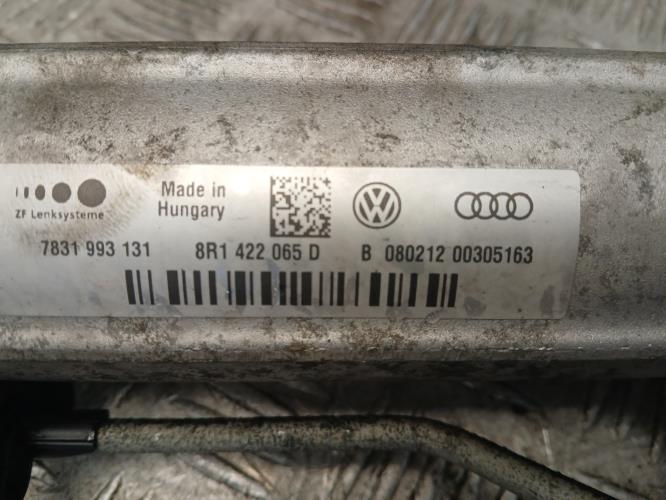 ZF Lenksysteme
Made in
Hungary
7831 993 131 8R1 422 065 D B 080212 00305163